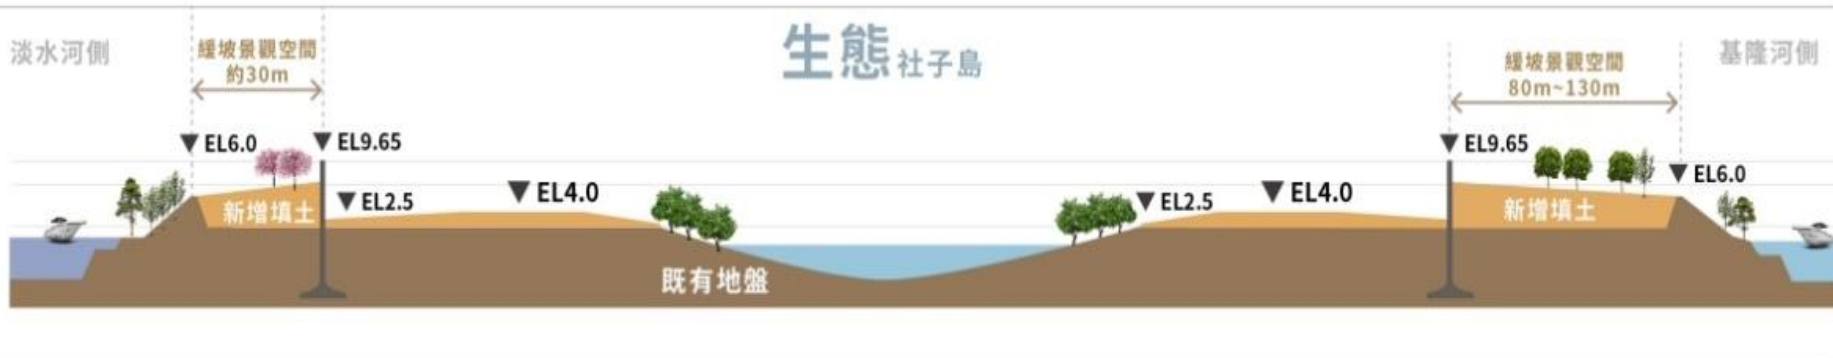 生態社子島
淡水河側
緩坡景觀空間
約30m
緩坡景觀空間
80m~130m
基隆河側
EL6.0
EL9.65
EL2.5
EL4.0
EL2.5
EL4.0
EL9.65
EL6.0
新增填土
新增填土
既有地盤